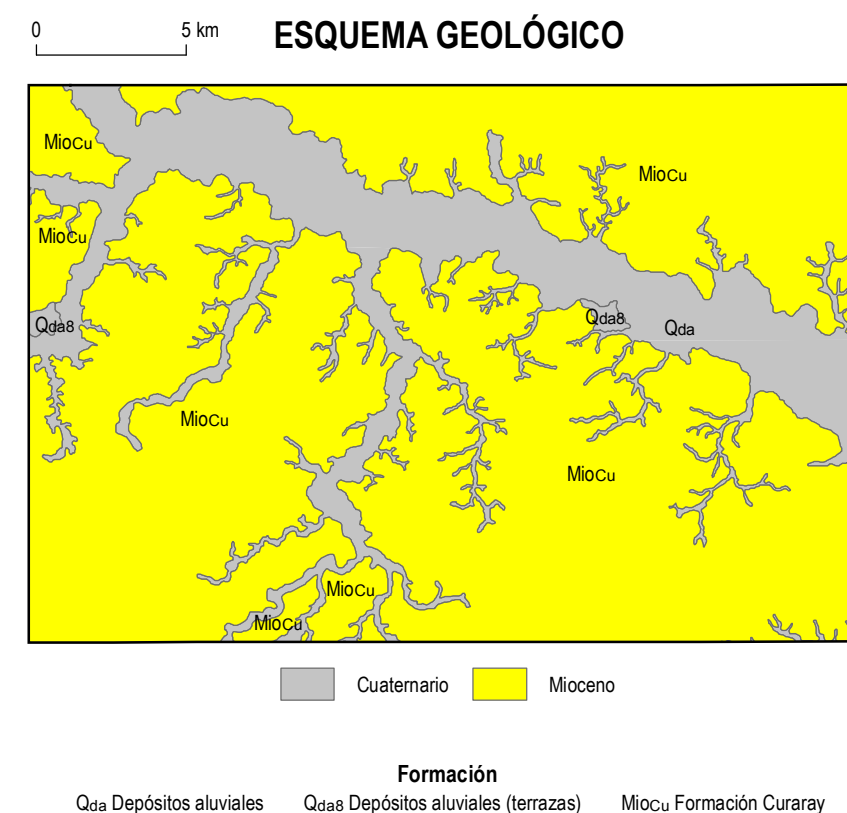 0 5 km
ESQUEMA GEOLÓGICO
MioCu
MioCu
MioCu
Qda8
Qda8
Qda
MioCu
MioCu
MioCu
MioCu
Cuaternario
Mioceno
Formación
Qda Depósitos aluviales
Qda8 Depósitos aluviales (terrazas)
MioCu Formación Curaray